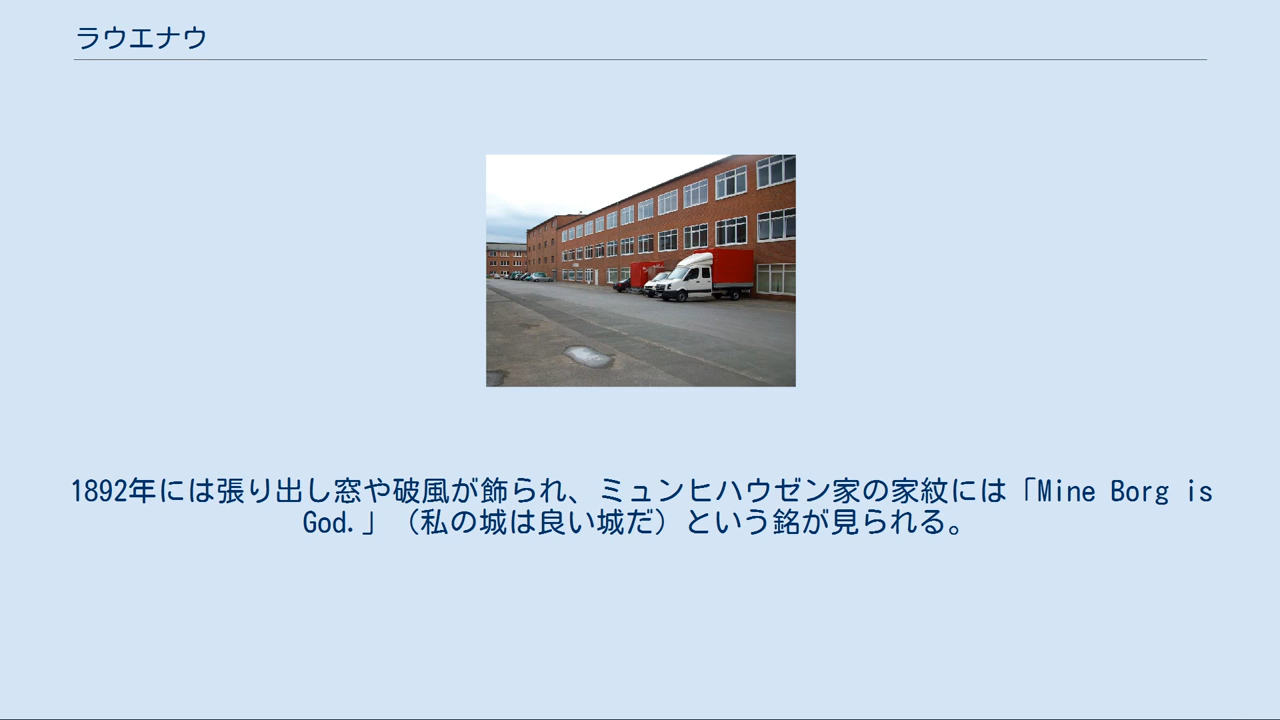 ラウエナウ
1892年には張り出し窓や破風が飾られ、ミュンヒハウゼン家の家紋には「Mine Borg is
God.」（私の城は良い城だ）という銘が見られる。